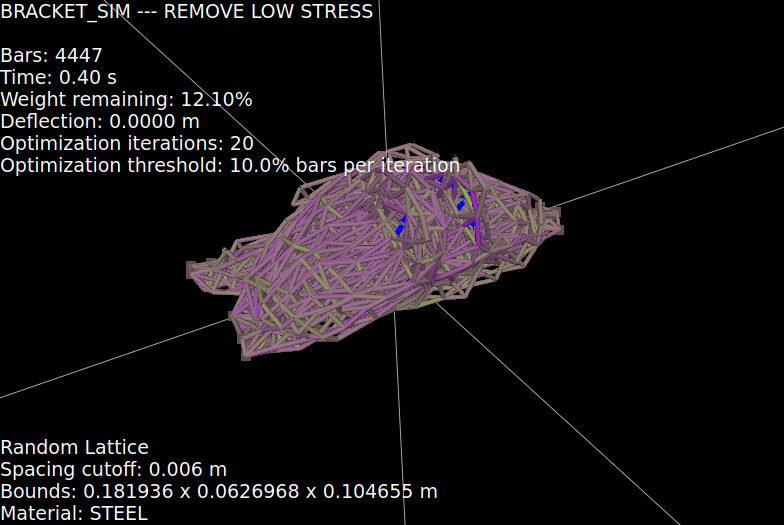 BRACKET_SIM --- REMOVE LOW STRESS
Bars: 4447
Time: 0.40 s
Weight remaining: 12.10%
Deflection: 0.0000 m
Optimization iterations: 20
Optimization threshold: 10.0% bars per iteration
Random Lattice
Spacing cutoff: 0.006 m
Bounds: 0.181936 x 0.0626968 x 0.104655 m
Material: STEEL